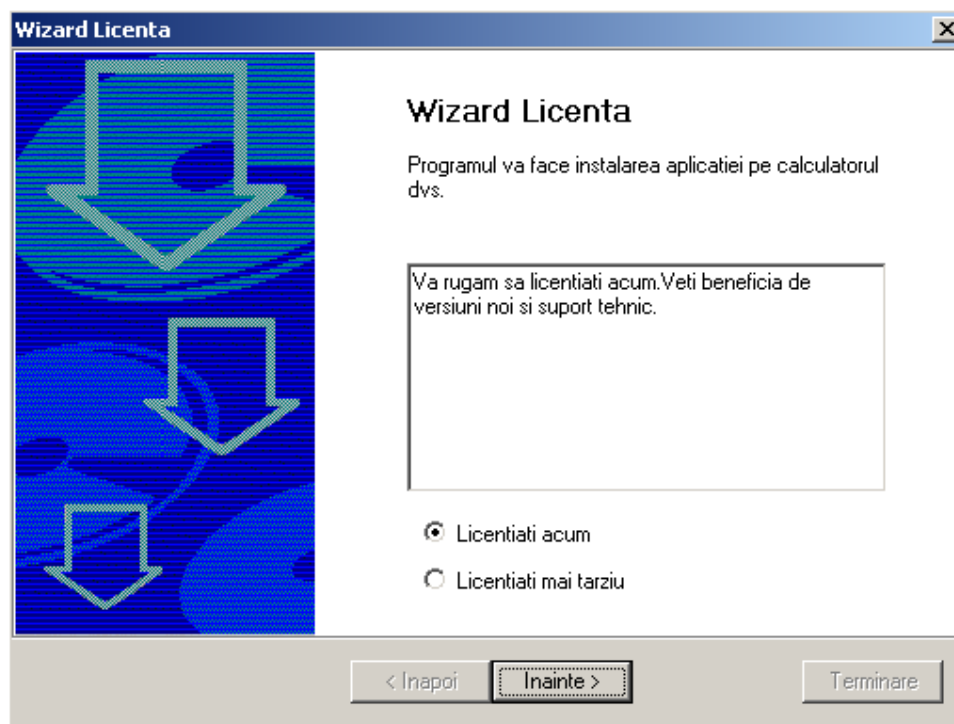 Wizard Licenta
Wizard Licenta
Programul va face instalarea aplicatiei pe calculatorul
dvs.
Va rugam sa licentiati acum.Veti beneficia de
versiuni noi si suport tehnic.
Licentiati acum
Licentiati mai tarziu
< Inapoi
Inainte >
Terminare